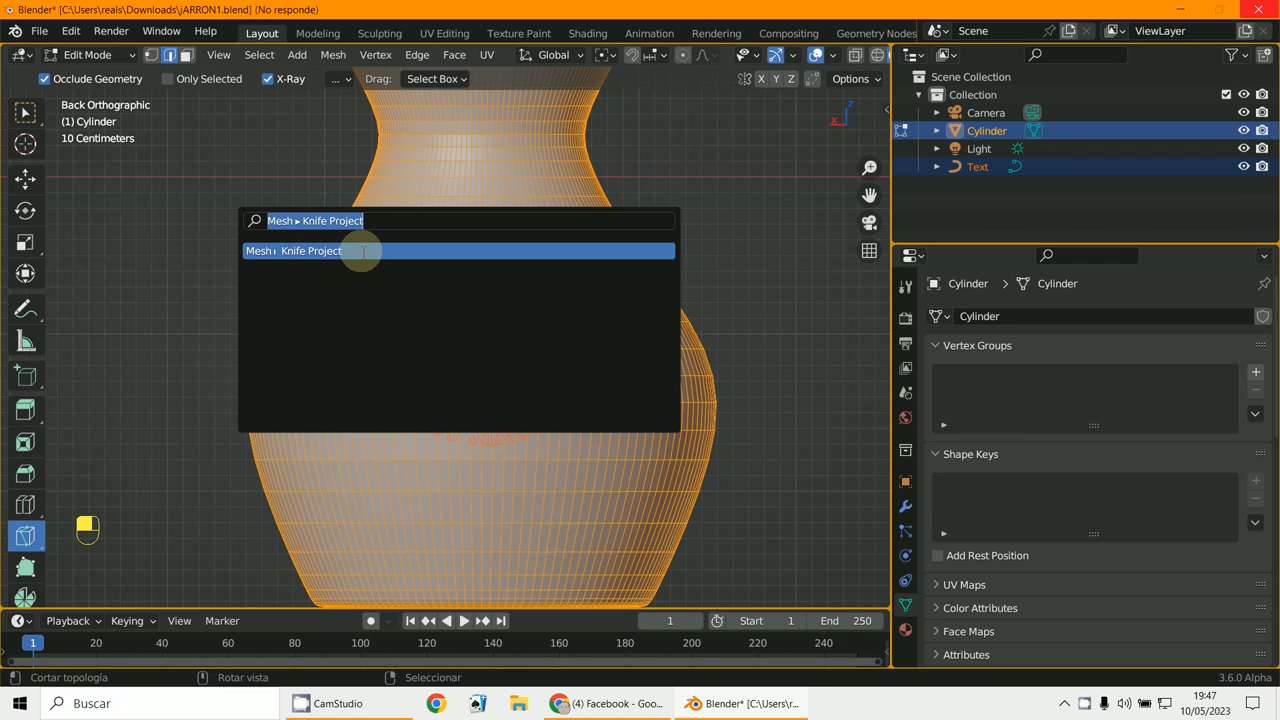 Blender* [C:\Users\reals\Downloads\jARRON1.blend] (No responde)
File Edit Render Window Help Layout Modeling Sculpting UV Editing Texture Paint Shading Animation Rendering Compositing Geometry Nodes Scene ViewLayer
Edit Mode View Select Add Mesh Vertex Edge Face UV Global
Occlude Geometry Only Selected X-Ray ... Drag: Select Box X Y Z Options
Back Orthographic
(1) Cylinder
10 Centimeters
Z
X
Scene Collection
Collection
Camera
Cylinder
Light
Text
Mesh ▸ Knife Project
Mesh Knife Project
Cylinder > Cylinder
Cylinder
Vertex Groups
Shape Keys
Add Rest Position
UV Maps
Color Attributes
Face Maps
Attributes
Playback Keying View Marker 1 Start 1 End 250
1 20 40 60 80 100 120 140 160 180 200 220 240
Cortar topología Rotar vista Seleccionar 3.6.0 Alpha
Buscar CamStudio (4) Facebook - Goo... Blender* [C:\Users\r... 19:47
10/05/2023